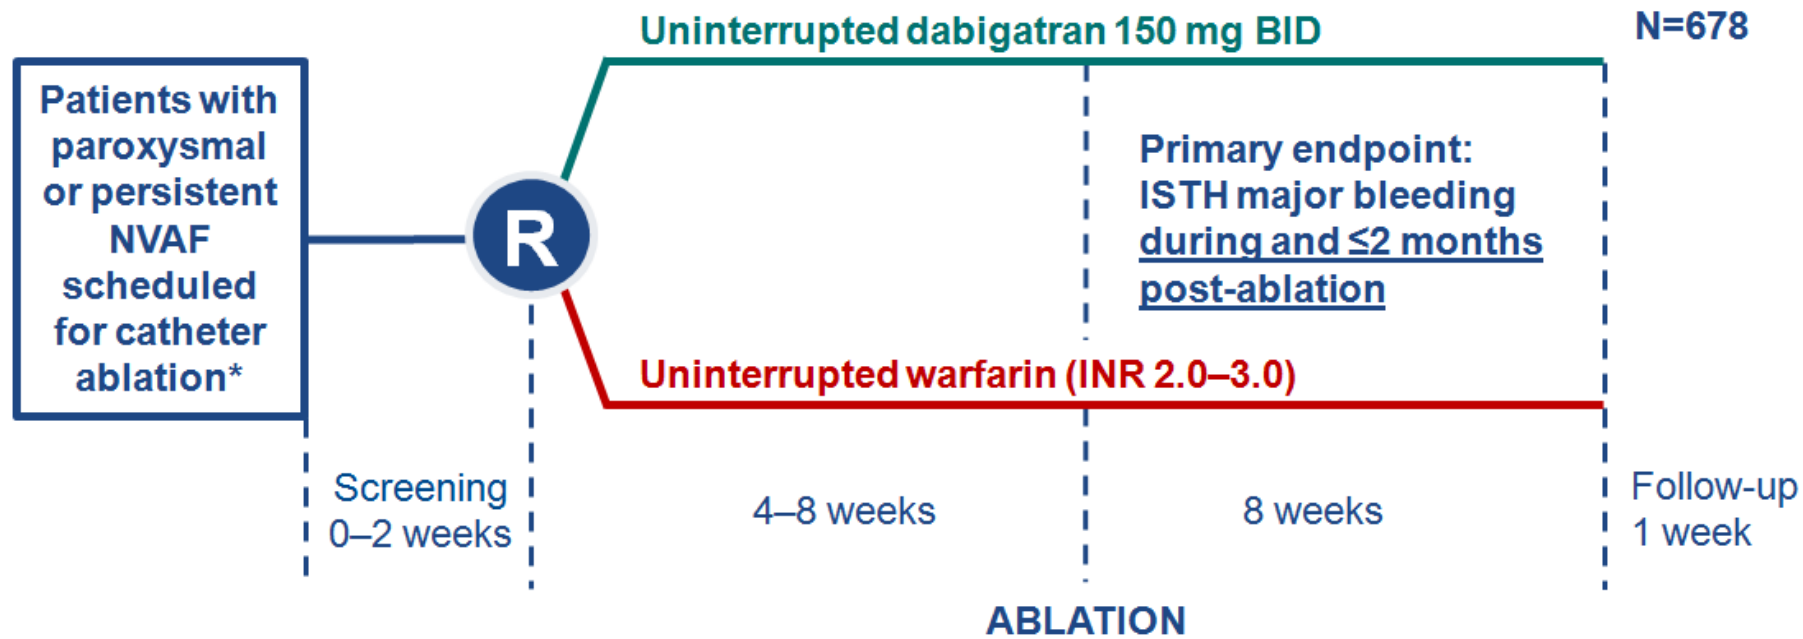 Uninterrupted dabigatran 150 mg BID
N=678
Patients with
paroxysmal
or persistent
NVAF
scheduled
for catheter
ablation*
R
Primary endpoint:
ISTH major bleeding
during and ≤2 months
post-ablation
Uninterrupted warfarin (INR 2.0–3.0)
Screening
0–2 weeks
4–8 weeks
8 weeks
Follow-up
1 week
ABLATION